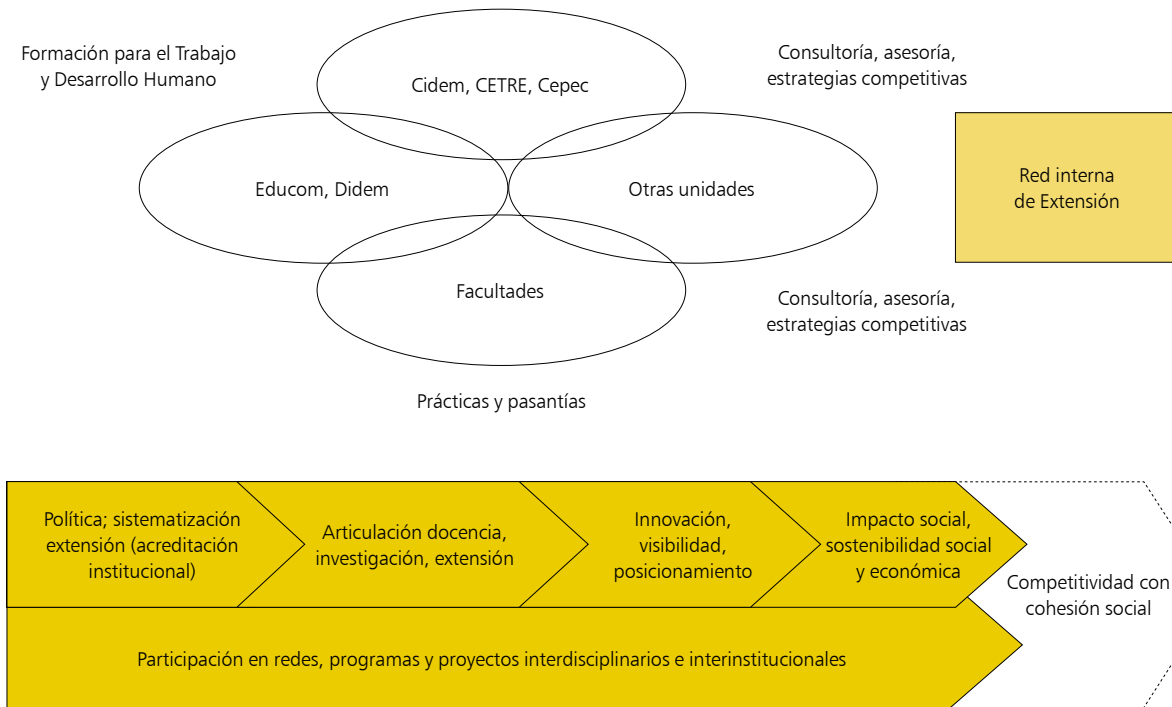 Formación para el Trabajo
y Desarrollo Humano
Cidem, CETRE, Cepec
Consultoría, asesoría,
estrategias competitivas
Educom, Didem
Otras unidades
Red interna
de Extensión
Facultades
Consultoría, asesoría,
estrategias competitivas
Prácticas y pasantías
Política; sistematización
extensión (acreditación
institucional)
Articulación docencia,
investigación, extensión
Innovación,
visibilidad,
posicionamiento
Impacto social,
sostenibilidad social
y económica
Competitividad con
cohesión social
Participación en redes, programas y proyectos interdisciplinarios e interinstitucionales